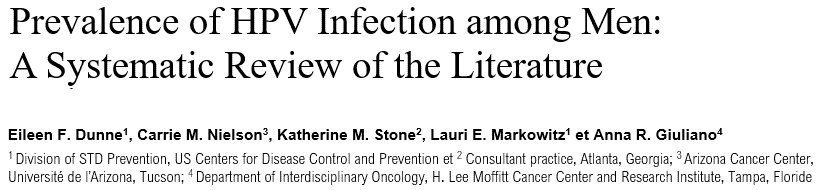 Prevalence of HPV Infection among Men:
A Systematic Review of the Literature
Eileen F. Dunne¹, Carrie M. Nielson³, Katherine M. Stone², Lauri E. Markowitz¹ et Anna R. Giuliano⁴
¹ Division of STD Prevention, US Centers for Disease Control and Prevention et ² Consultant practice, Atlanta, Georgia; ³ Arizona Cancer Center,
Université de l'Arizona, Tucson; ⁴ Department of Interdisciplinary Oncology, H. Lee Moffitt Cancer Center and Research Institute, Tampa, Floride